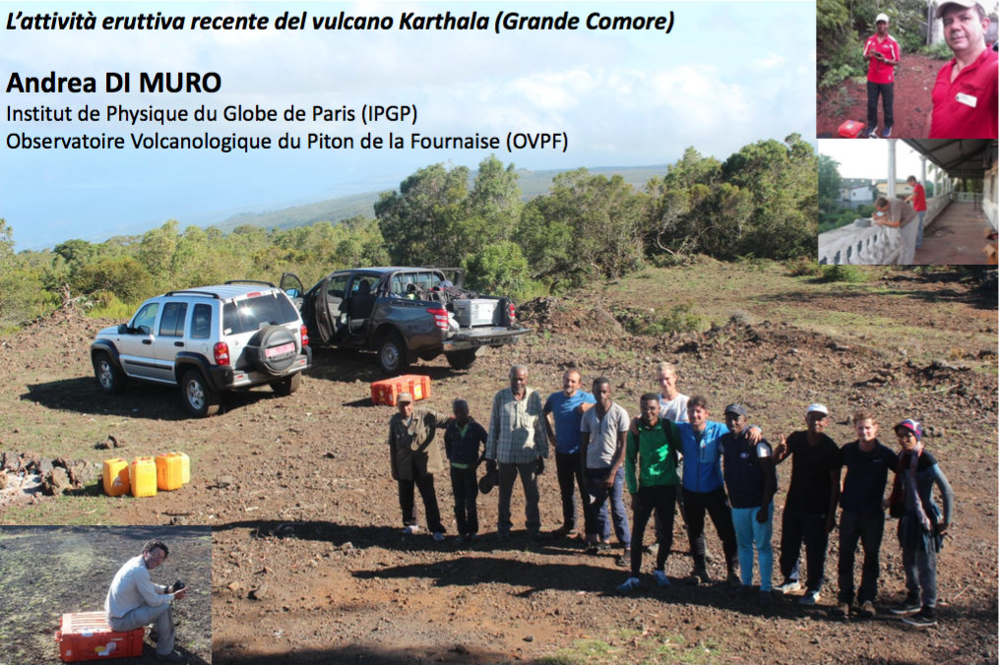 L'attività eruttiva recente del vulcano Karthala (Grande Comore)
Andrea DI MURO
Institut de Physique du Globe de Paris (IPGP)
Observatoire Volcanologique du Piton de la Fournaise (OVPF)